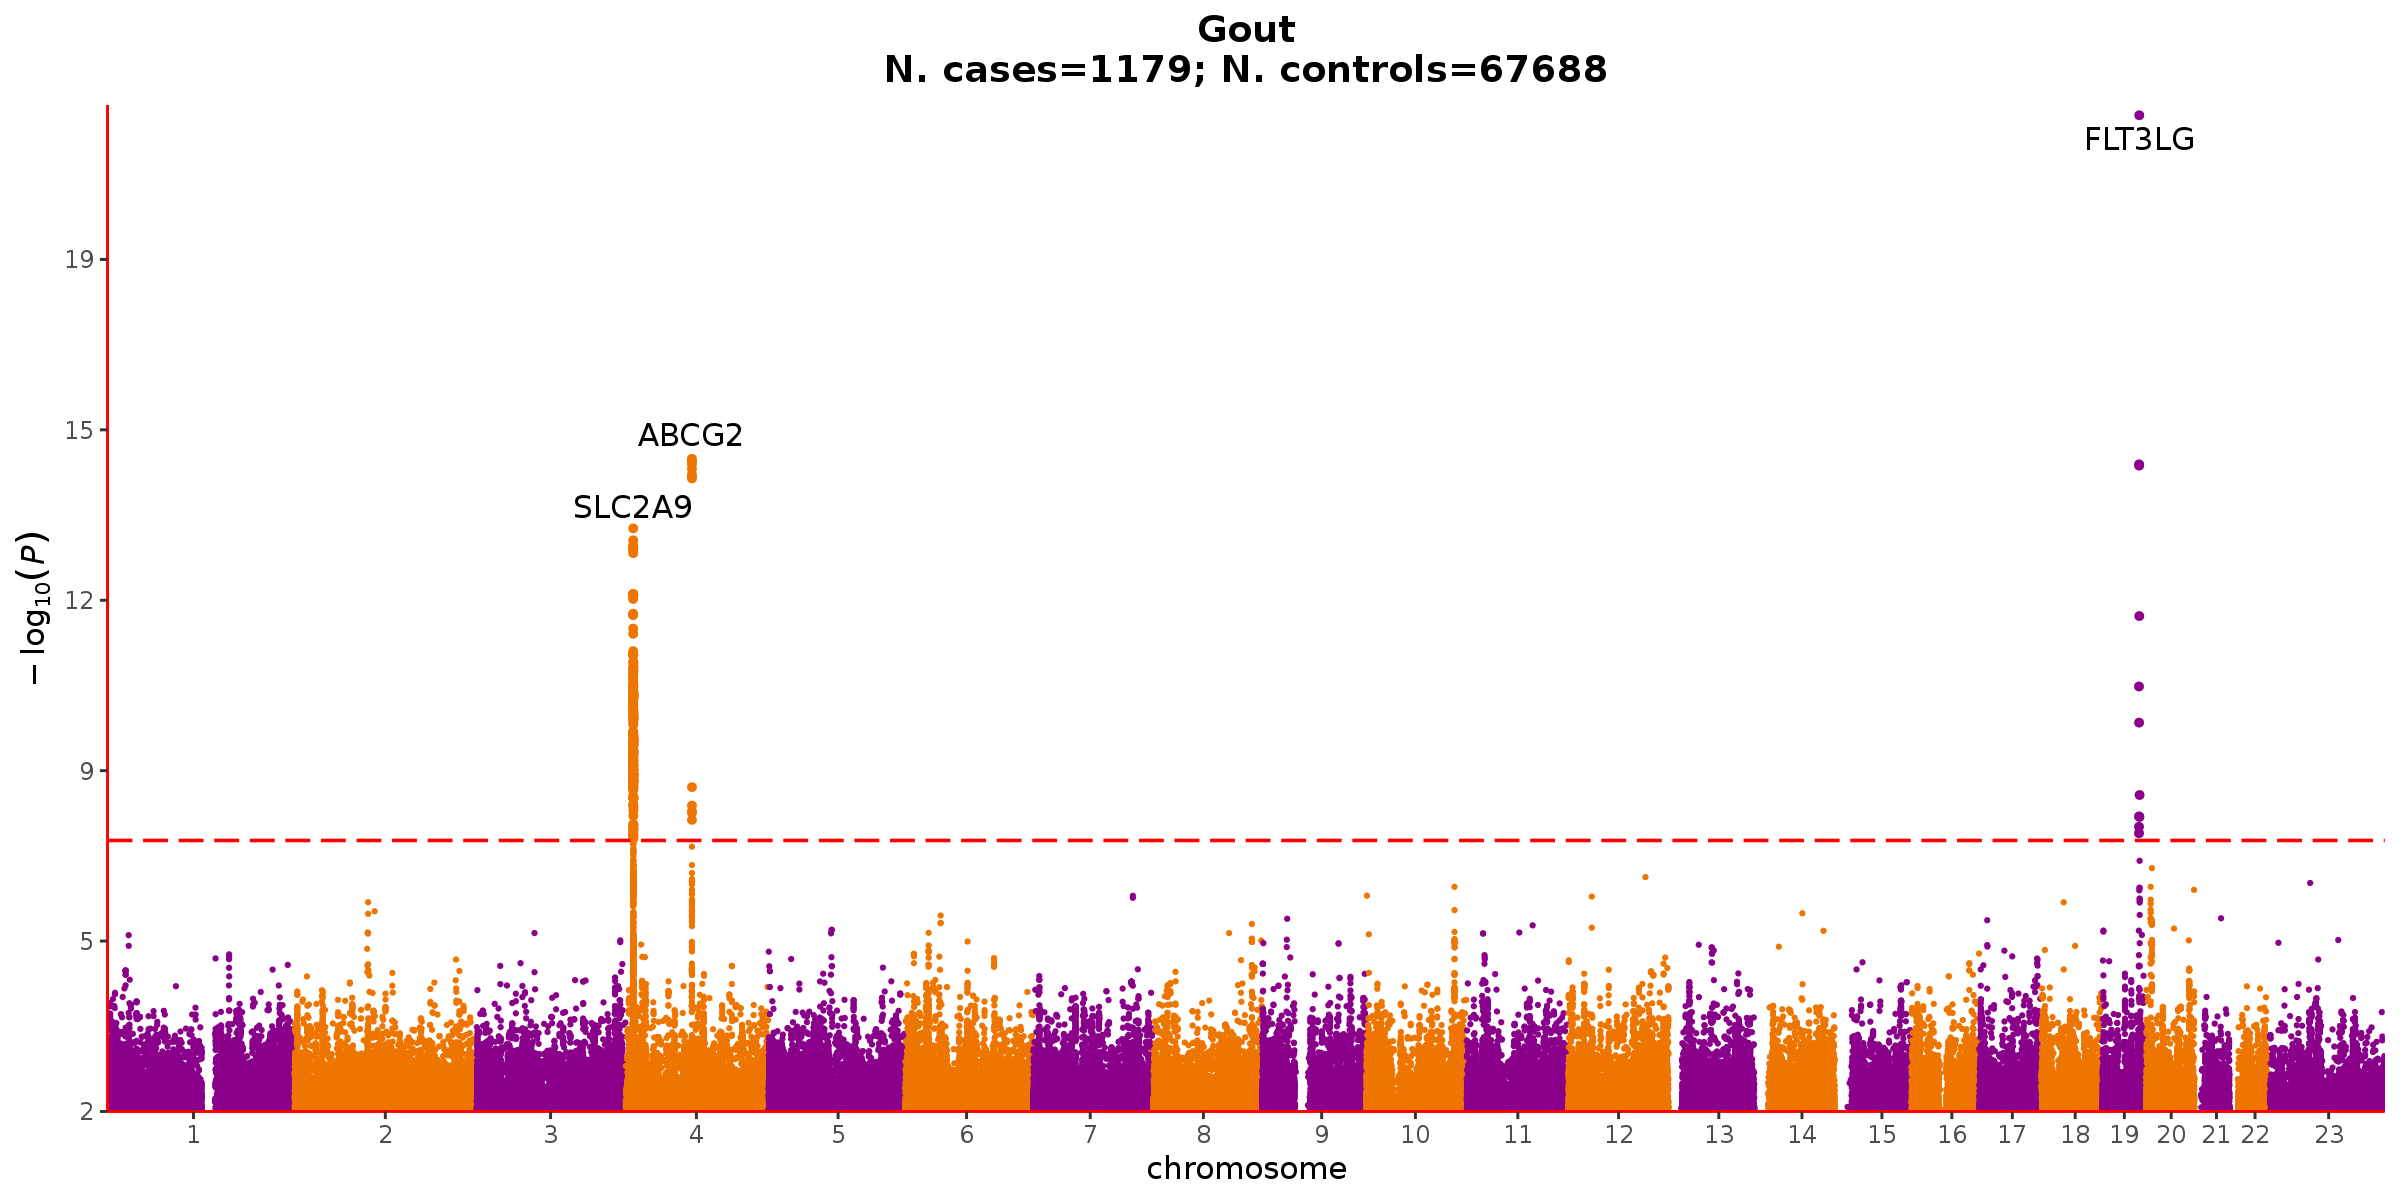 Gout
N. cases=1179; N. controls=67688
FLT3LG
19
15
ABCG2
SLC2A9
12
−log10(P)
9
5
2
1 2 3 4 5 6 7 8 9 10 11 12 13 14 15 16 17 18 19 20 21 22 23
chromosome